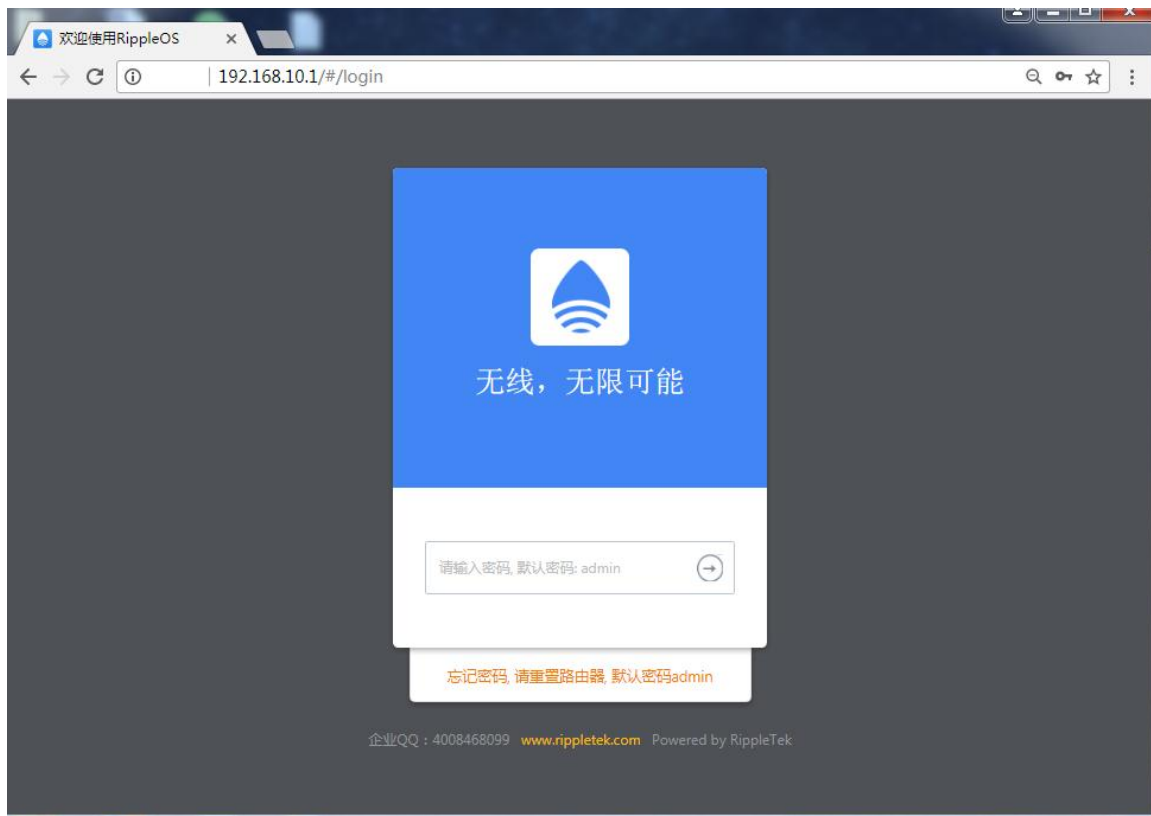 欢迎使用RippleOS
192.168.10.1/#/login
无线，无限可能
请输入密码, 默认密码: admin
忘记密码, 请重置路由器, 默认密码admin
企业QQ：4008468099 www.rippletek.com Powered by RippleTek